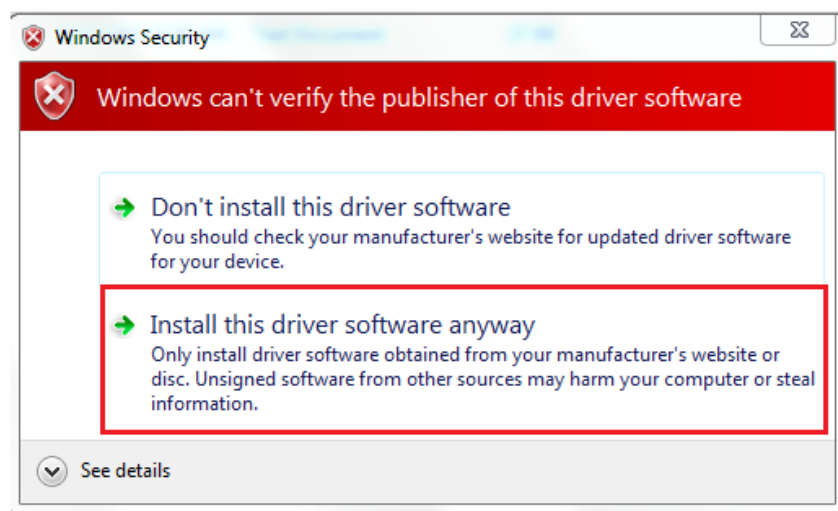 Windows Security
Windows can't verify the publisher of this driver software
Don't install this driver software
You should check your manufacturer's website for updated driver software
for your device.
Install this driver software anyway
Only install driver software obtained from your manufacturer's website or
disc. Unsigned software from other sources may harm your computer or steal
information.
See details